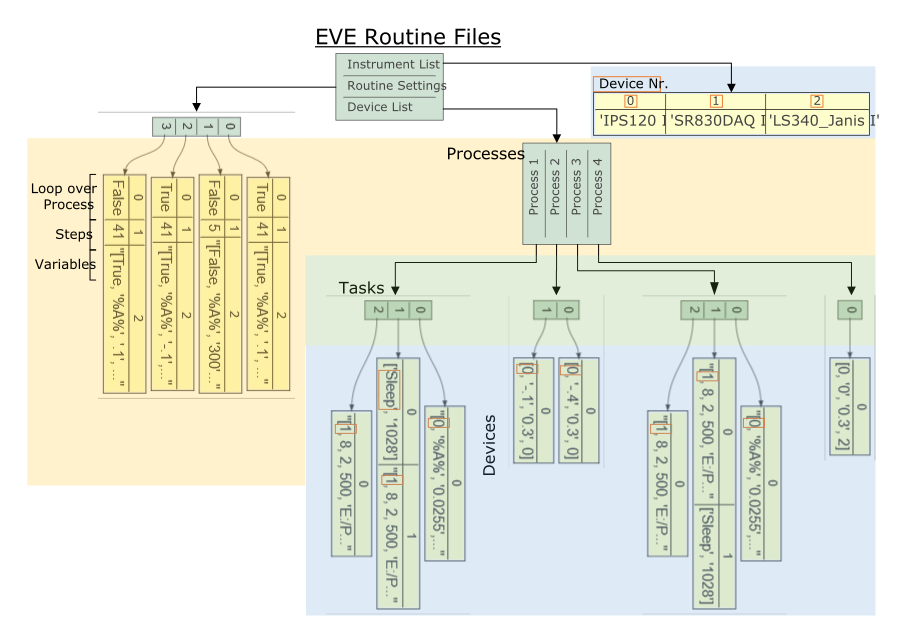 EVE Routine Files
Instrument List
Routine Settings
Device List
Device Nr.
0 1 2
'IPS120 I 'SR830DAQ I 'LS340_Janis I'
3 2 1 0
Processes
Process 1
Process 2
Process 3
Process 4
Loop over
Process
Steps
Variables
0 1 2
False 41 "[True, '%A%', '.1',... "
0 1 2
True 41 "[True, '%A%', '-.1',... "
0 1 2
False 5 "[False, '%A%', '300'... "
0 1 2
True 41 "[True, '%A%', '.1',... "
Tasks
2 1 0
1 0
2 1 0
0
Devices
0
"[1, 8, 2, 500, 'E:/P... "
0 1
['Sleep', '1028'] "[1, 8, 2, 500, 'E:/P... "
0
"[0, '%A%', '0.0255',... "
0
[0, '-.1', '0.3', 0]
0
[0, '-.4', '0.3', 0]
0
"[1, 8, 2, 500, 'E:/P... "
0 1
"[1, 8, 2, 500, 'E:/P... " ['Sleep', '1028']
0
"[0, '%A%', '0.0255',... "
0
[0, '0', '0.3', 2]